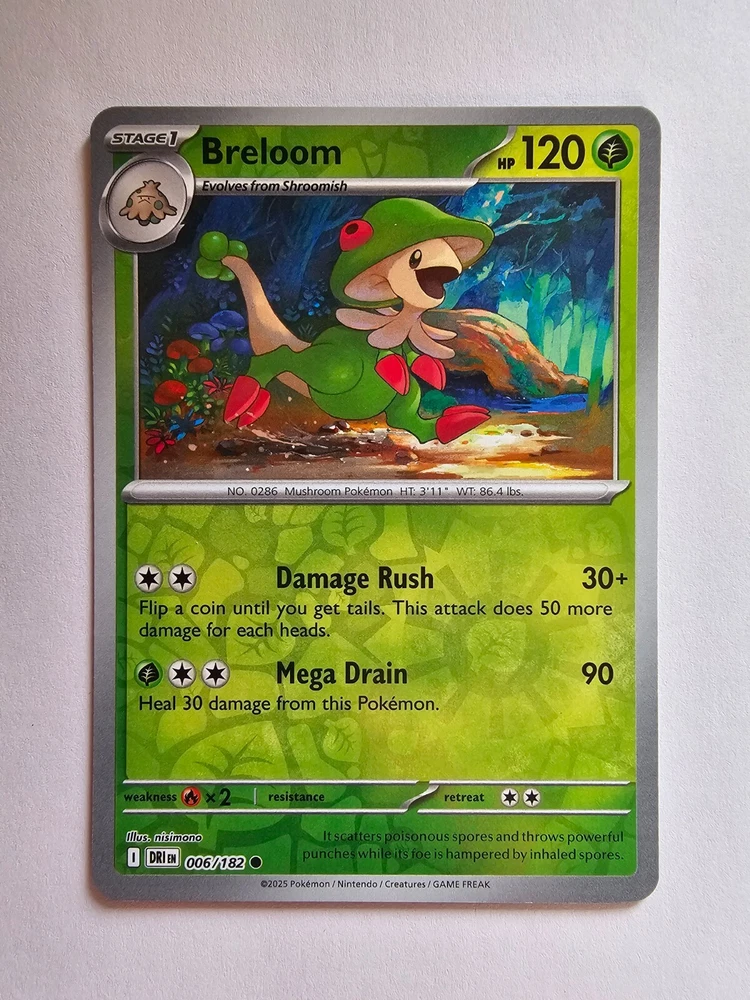 STAGE 1
Breloom
HP 120
Evolves from Shroomish
NO. 0286 Mushroom Pokémon HT: 3'11" WT: 86.4 lbs.
Damage Rush 30+
Flip a coin until you get tails. This attack does 50 more
damage for each heads.
Mega Drain 90
Heal 30 damage from this Pokémon.
weakness ×2 resistance retreat
Illus. nisimono
It scatters poisonous spores and throws powerful
punches while its foe is hampered by inhaled spores.
I DRI EN 006/182
©2025 Pokémon / Nintendo / Creatures / GAME FREAK